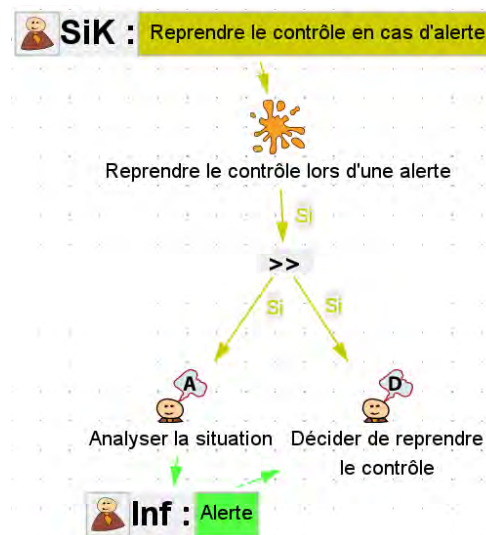 SiK : Reprendre le contrôle en cas d'alerte
Reprendre le contrôle lors d'une alerte
Si
>>
Si Si
A D
Analyser la situation Décider de reprendre
le contrôle
Inf : Alerte